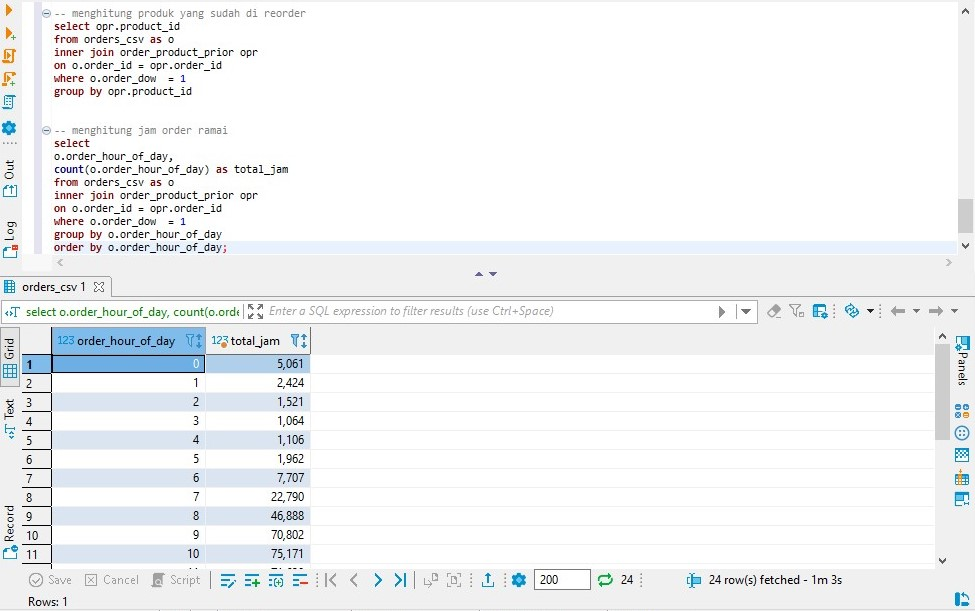 -- menghitung produk yang sudah di reorder
select opr.product_id
from orders_csv as o
inner join order_product_prior opr
on o.order_id = opr.order_id
where o.order_dow  = 1
group by opr.product_id
-- menghitung jam order ramai
select
o.order_hour_of_day,
count(o.order_hour_of_day) as total_jam
from orders_csv as o
inner join order_product_prior opr
on o.order_id = opr.order_id
where o.order_dow  = 1
group by o.order_hour_of_day
order by o.order_hour_of_day;
Out
Log
orders_csv 1
select o.order_hour_of_day, count(o.orde
Enter a SQL expression to filter results (use Ctrl+Space)
Grid
Text
Record
123 order_hour_of_day 123 total_jam
1 0 5,061
2 1 2,424
3 2 1,521
4 3 1,064
5 4 1,106
6 5 1,962
7 6 7,707
8 7 22,790
9 8 46,888
10 9 70,802
11 10 75,171
Panels
Save Cancel Script 200 24 24 row(s) fetched - 1m 3s
Rows: 1